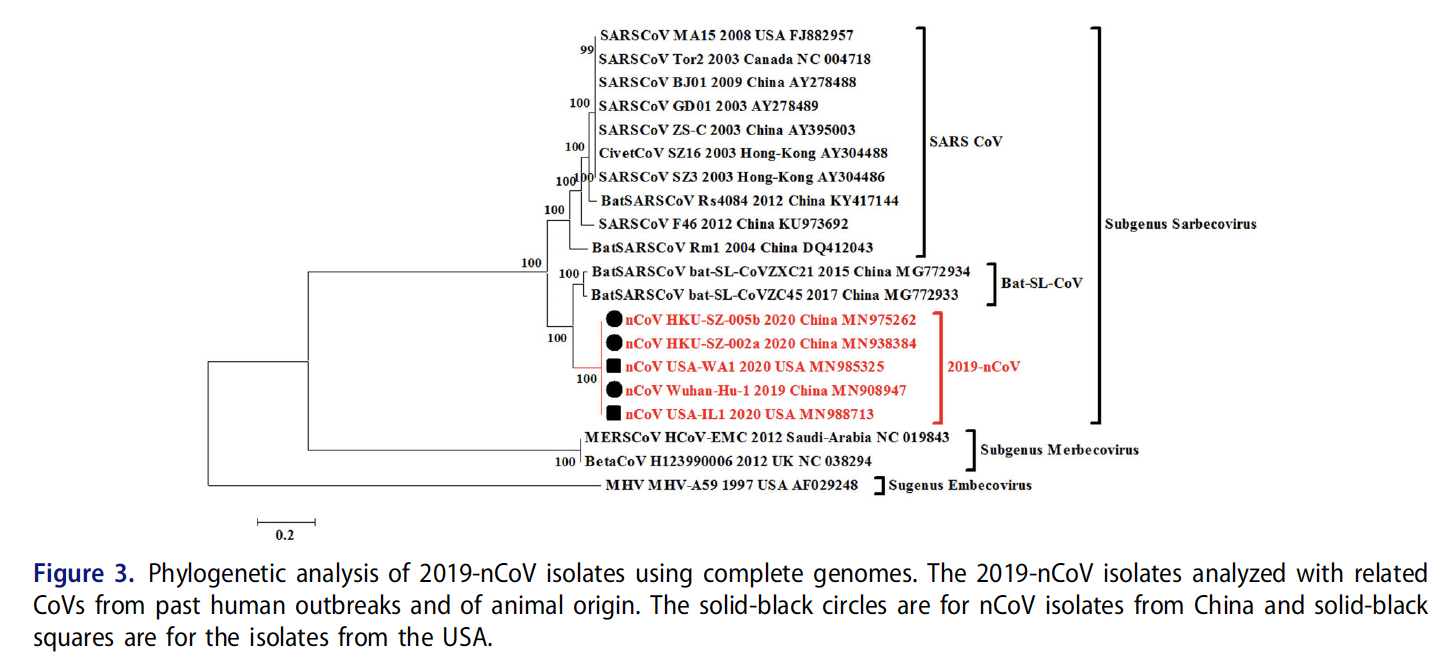 SARSCoV MA15 2008 USA FJ882957
99
SARSCoV Tor2 2003 Canada NC 004718
SARSCoV BJ01 2009 China AY278488
100
SARSCoV GD01 2003 AY278489
SARSCoV ZS-C 2003 China AY395003
SARS CoV
100
CivetCoV SZ16 2003 Hong-Kong AY304488
100
100
SARSCoV SZ3 2003 Hong-Kong AY304486
BatSARSCoV Rs4084 2012 China KY417144
100
SARSCoV F46 2012 China KU973692
Subgenus Sarbecovirus
BatSARSCoV Rm1 2004 China DQ412043
100
100
BatSARSCoV bat-SL-CoVZXC21 2015 China MG772934
Bat-SL-CoV
BatSARSCoV bat-SL-CoVZC45 2017 China MG772933
nCoV HKU-SZ-005b 2020 China MN975262
100
nCoV HKU-SZ-002a 2020 China MN938384
nCoV USA-WA1 2020 USA MN985325
2019-nCoV
100
nCoV Wuhan-Hu-1 2019 China MN908947
nCoV USA-IL1 2020 USA MN988713
MERSCoV HCoV-EMC 2012 Saudi-Arabia NC 019843
Subgenus Merbecovirus
100
BetaCoV H123990006 2012 UK NC 038294
MHV MHV-A59 1997 USA AF029248
Sugenus Embecovirus
0.2
Figure 3. Phylogenetic analysis of 2019-nCoV isolates using complete genomes. The 2019-nCoV isolates analyzed with related
CoVs from past human outbreaks and of animal origin. The solid-black circles are for nCoV isolates from China and solid-black
squares are for the isolates from the USA.